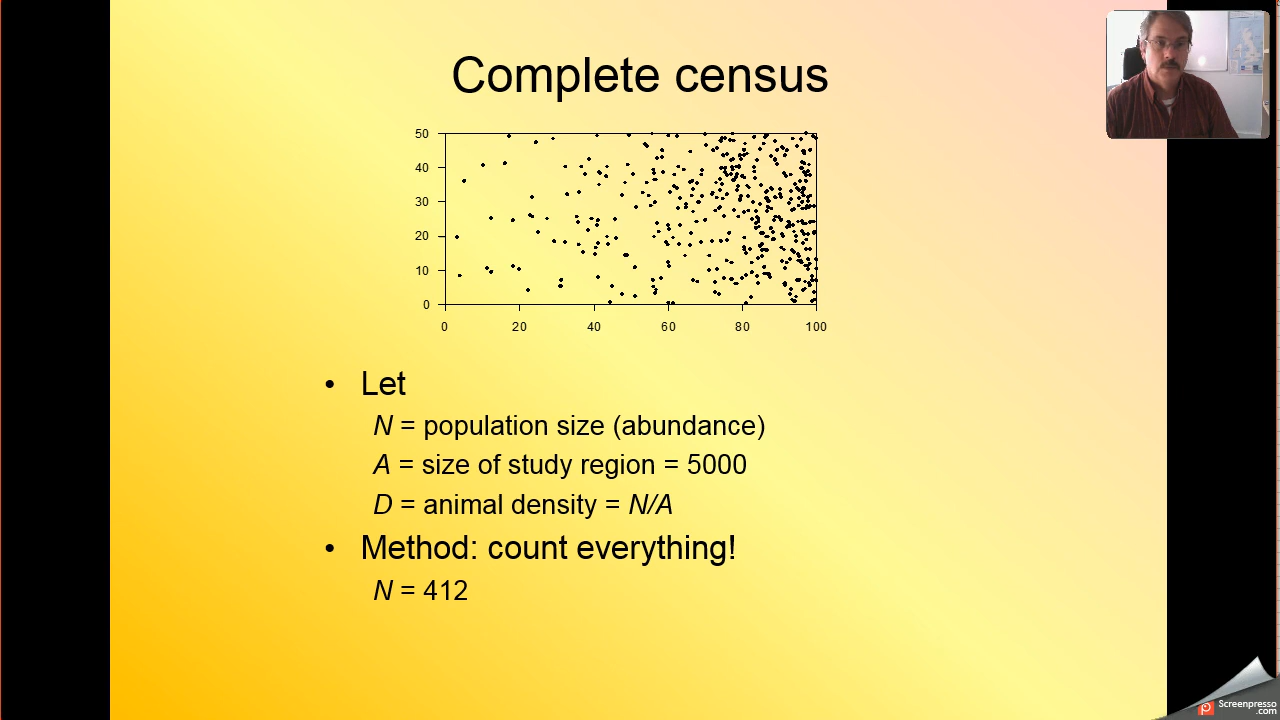 Complete census
50
40
30
20
10
0
0 20 40 60 80 100
• Let
N = population size (abundance)
A = size of study region = 5000
D = animal density = N/A
• Method: count everything!
N = 412
Screenpresso
.com